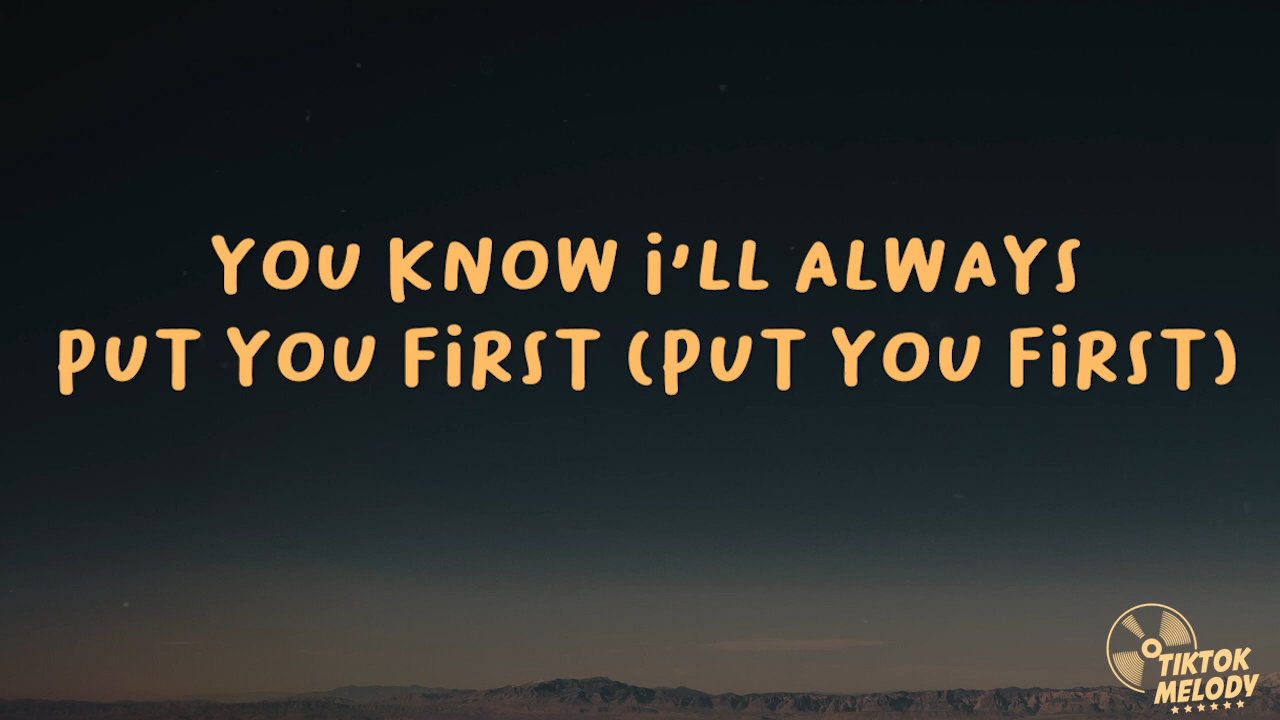 YOU KNOW i'LL ALWAYS
PUT YOU FiRST (PUT YOU FiRST)
TIKTOK
MELODY